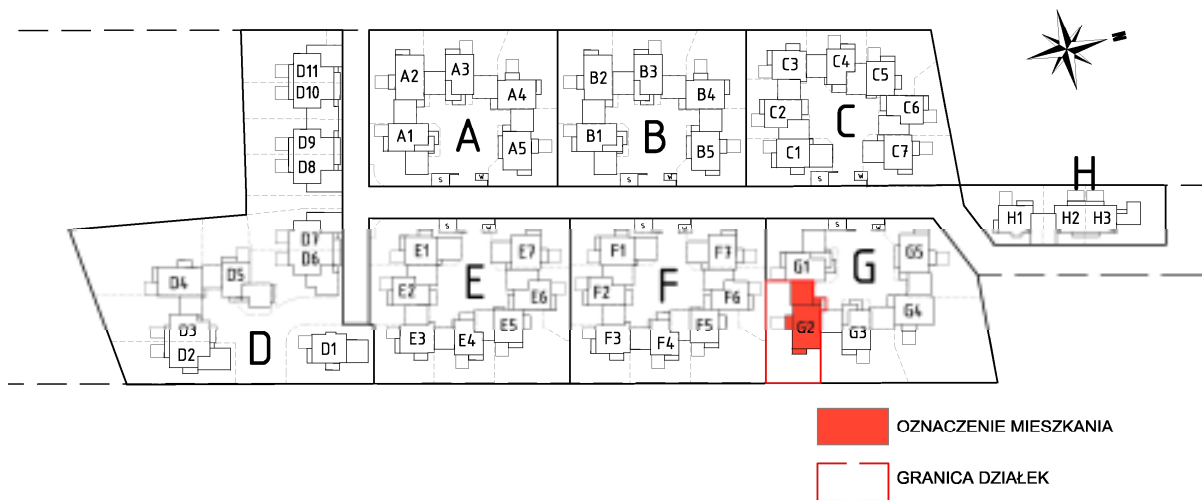 N
D11
D10
D9
D8
D7
D6
D5
D4
D3
D2
D1
D
A1
A2
A3
A4
A5
A
S
W
B1
B2
B3
B4
B5
B
S
W
C1
C2
C3
C4
C5
C6
C7
C
S
W
H
H1
H2
H3
E1
E2
E3
E4
E5
E6
E7
E
S
W
F1
F2
F3
F4
F5
F6
F7
F
S
W
G1
G2
G3
G4
G5
G
S
W
OZNACZENIE MIESZKANIA
GRANICA DZIAŁEK